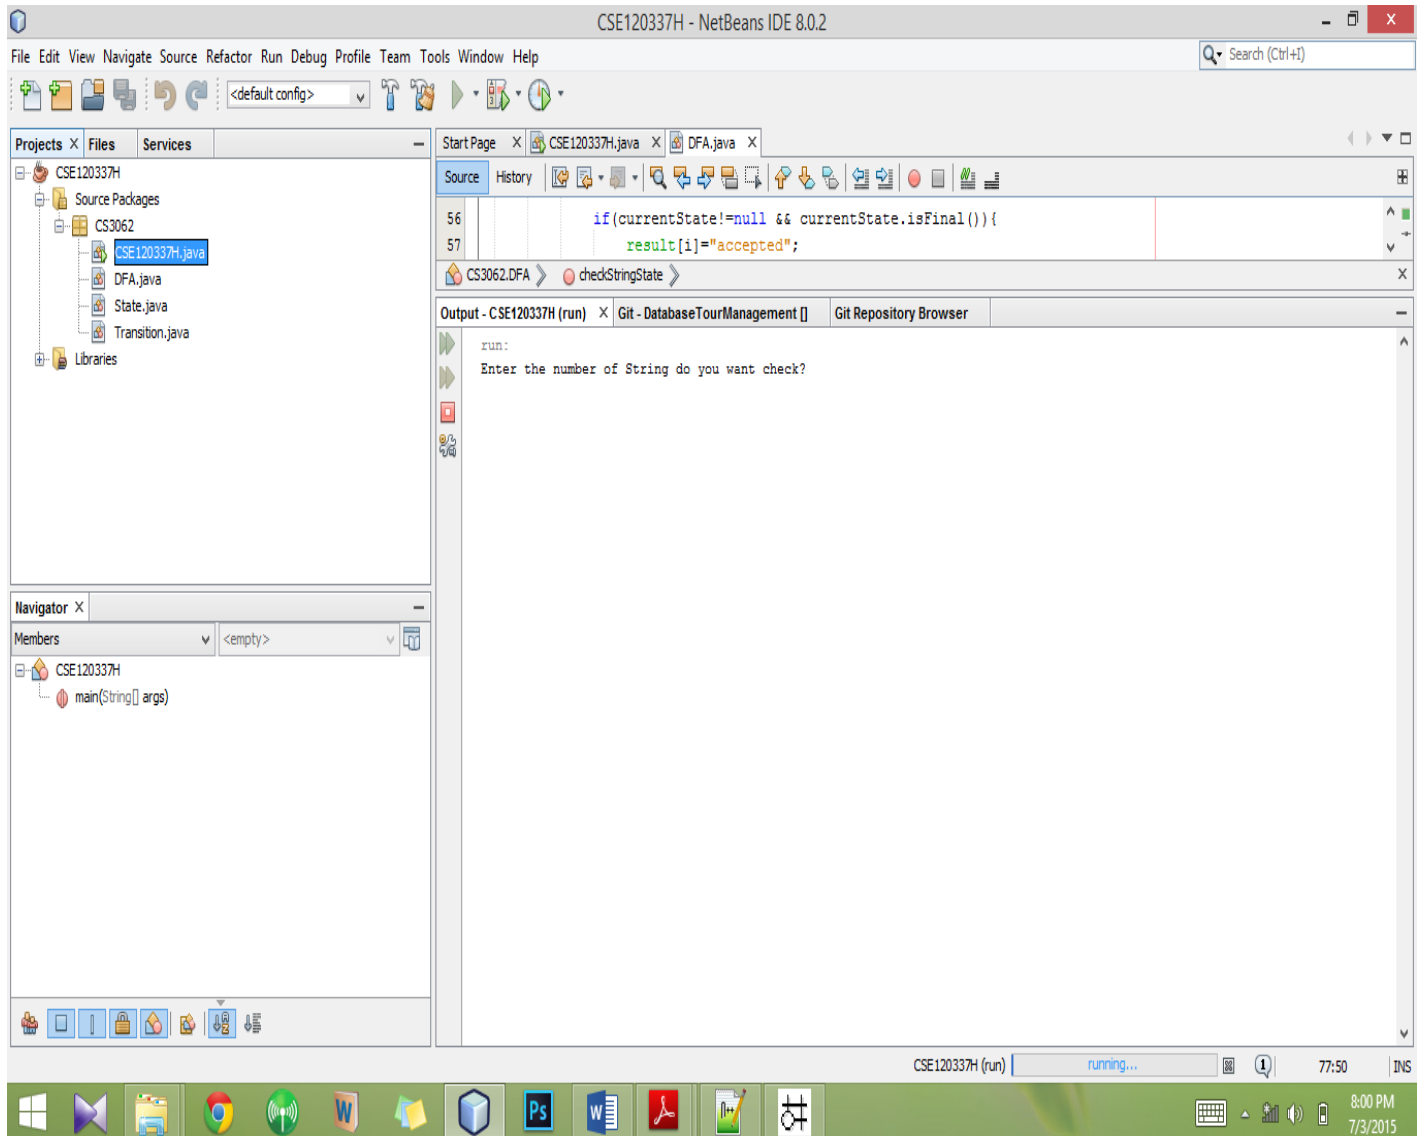 CSE120337H - NetBeans IDE 8.0.2
File Edit View Navigate Source Refactor Run Debug Profile Team Tools Window Help
Search (Ctrl+I)
<default config>
Projects X Files Services
Start Page X CSE120337H.java X DFA.java X
CSE120337H
Source Packages
CS3062
CSE120337H.java
DFA.java
State.java
Transition.java
Libraries
Source History
56 if(currentState!=null && currentState.isFinal()){
57 result[i]="accepted";
CS3062.DFA checkStringState
Output - CSE120337H (run) X Git - DatabaseTourManagement [] Git Repository Browser
run:
Enter the number of String do you want check?
Navigator X
Members <empty>
CSE120337H
main(String[] args)
CSE120337H (run) running... 1 77:50 INS
W Ps W n++
8:00 PM
7/3/2015